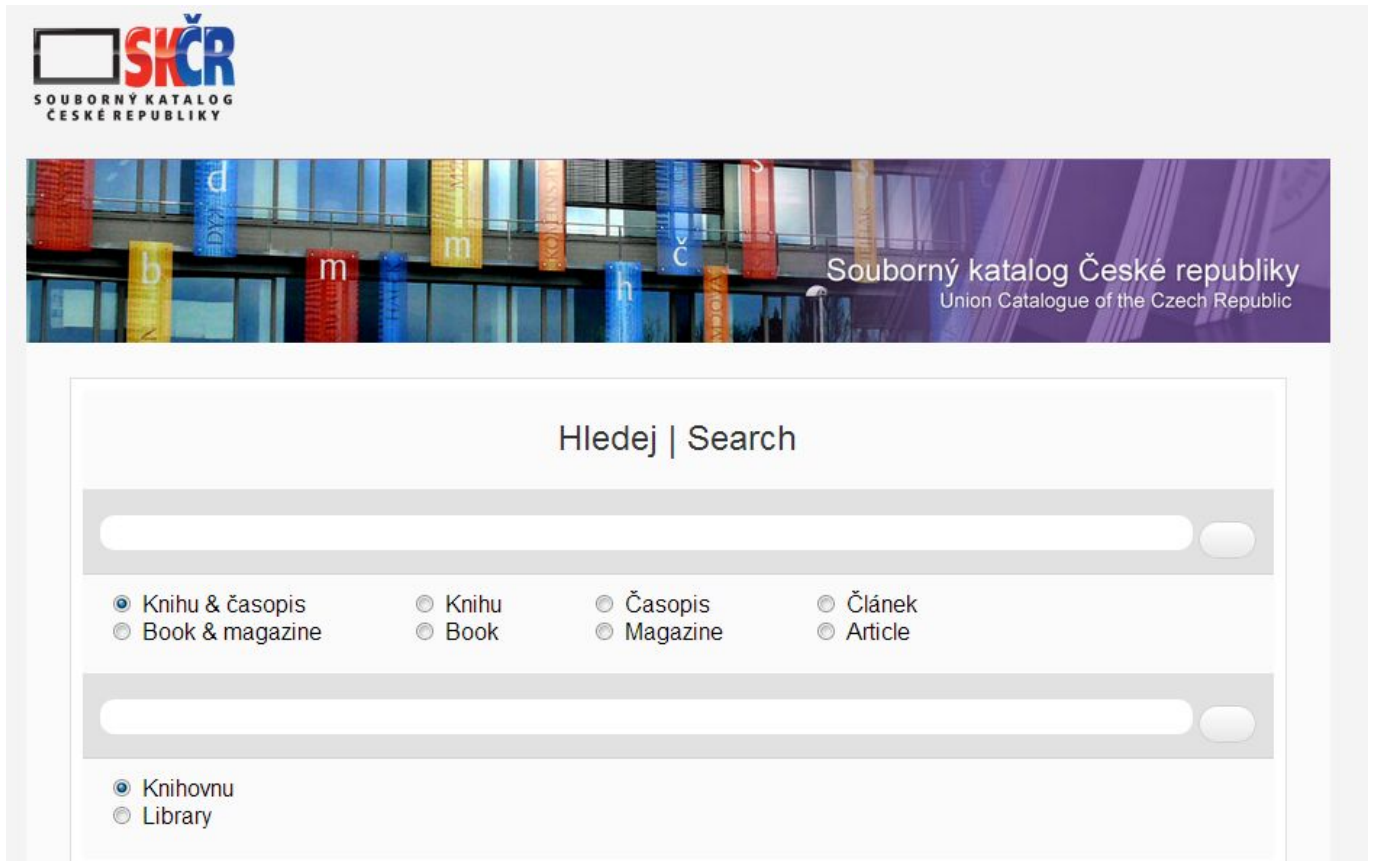 SKČR
SOUBORNÝ KATALOG
ČESKÉ REPUBLIKY
d
b
m
m
h
č
s
Souborný katalog České republiky
Union Catalogue of the Czech Republic
Hledej | Search
Knihu & časopis
Knihu
Časopis
Článek
Book & magazine
Book
Magazine
Article
Knihovnu
Library